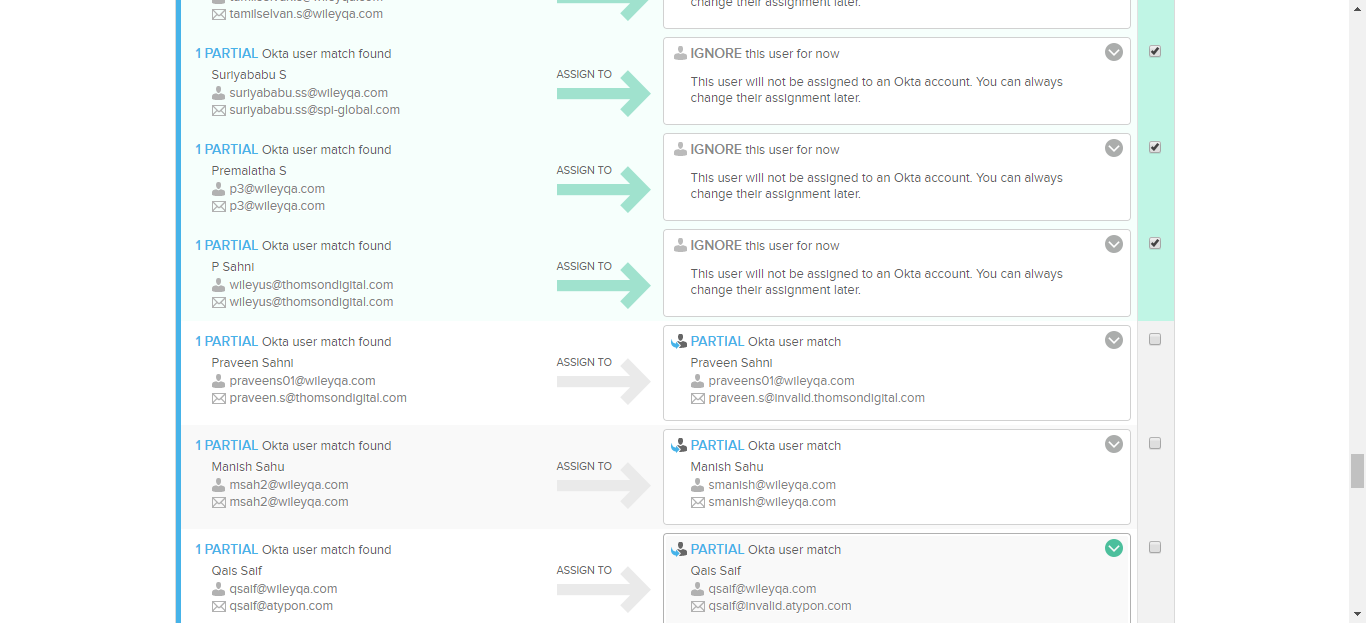 tamilselvan.s@wileyqa.com
change their assignment later.
1 PARTIAL Okta user match found
Suriyababu S
suriyababu.ss@wileyqa.com
suriyababu.ss@spi-global.com
ASSIGN TO
IGNORE this user for now
This user will not be assigned to an Okta account. You can always
change their assignment later.
1 PARTIAL Okta user match found
Premalatha S
p3@wileyqa.com
p3@wileyqa.com
ASSIGN TO
IGNORE this user for now
This user will not be assigned to an Okta account. You can always
change their assignment later.
1 PARTIAL Okta user match found
P Sahni
wileyus@thomsondigital.com
wileyus@thomsondigital.com
ASSIGN TO
IGNORE this user for now
This user will not be assigned to an Okta account. You can always
change their assignment later.
1 PARTIAL Okta user match found
Praveen Sahni
praveens01@wileyqa.com
praveen.s@thomsondigital.com
ASSIGN TO
PARTIAL Okta user match
Praveen Sahni
praveens01@wileyqa.com
praveen.s@invalid.thomsondigital.com
1 PARTIAL Okta user match found
Manish Sahu
msah2@wileyqa.com
msah2@wileyqa.com
ASSIGN TO
PARTIAL Okta user match
Manish Sahu
smanish@wileyqa.com
smanish@wileyqa.com
1 PARTIAL Okta user match found
Qais Saif
qsaif@wileyqa.com
qsaif@atypon.com
ASSIGN TO
PARTIAL Okta user match
Qais Saif
qsaif@wileyqa.com
qsaif@invalid.atypon.com